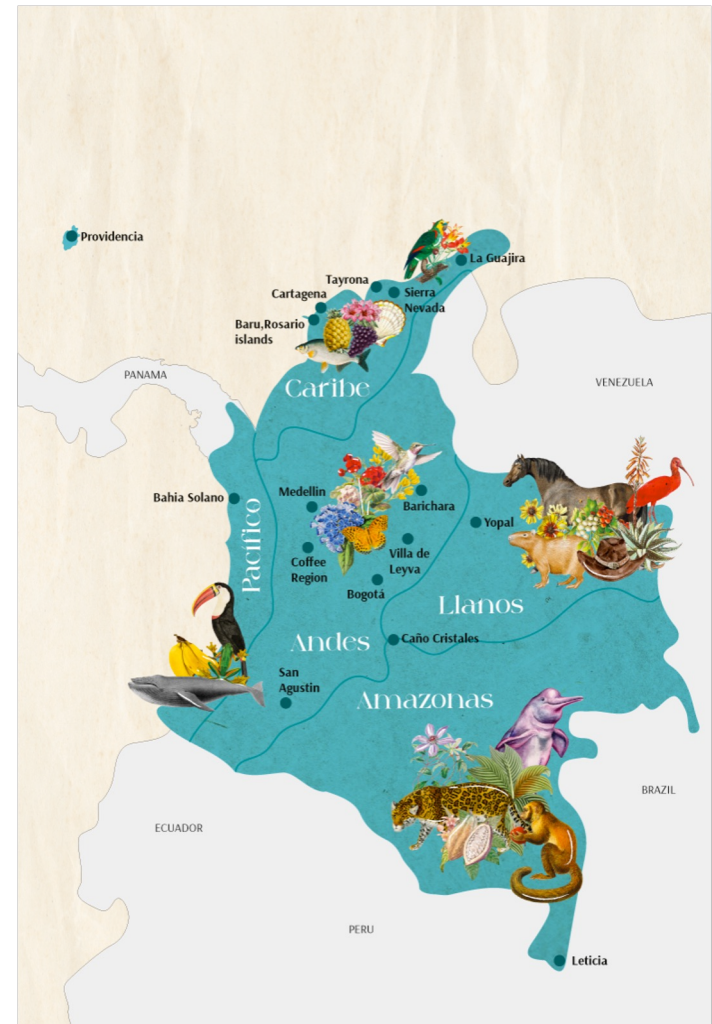 Providencia
La Guajira
Tayrona
Sierra
Nevada
Cartagena
Baru,Rosario
islands
PANAMA
Caribe
VENEZUELA
Bahia Solano
Pacifico
Medellin
Barichara
Yopal
Coffee
Region
Villa de
Leyva
Bogotá
Llanos
Andes
Caño Cristales
San
Agustin
Amazonas
BRAZIL
ECUADOR
PERU
Leticia